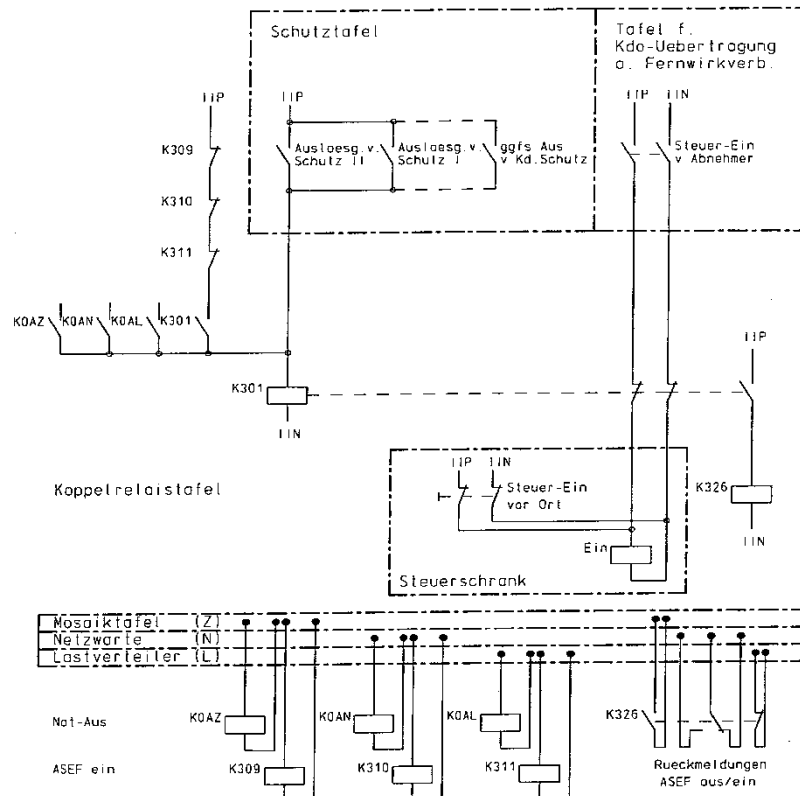 Schutztafel
Tafel f.
Kdo-Uebertragung
a. Fernwirkverb.
IIP
IIP
IIP
IIN
K309
Ausloesg.v.
Schutz II
Ausloesg.v.
Schutz I
ggfs Aus
v Kd.Schutz
Steuer-Ein
v Abnehmer
K310
K311
K0AZ
K0AN
K0AL
K301
IIP
K301
IIN
Koppelrelaistafel
IIP
IIN
Steuer-Ein
vor Ort
K326
IIN
Ein
Steuerschrank
Mosaiktafel (Z)
Netzwarte (N)
Lastverteiler (L)
Not-Aus
K0AZ
K0AN
K0AL
K326
ASEF ein
K309
K310
K311
Rueckmeldungen
ASEF aus/ein